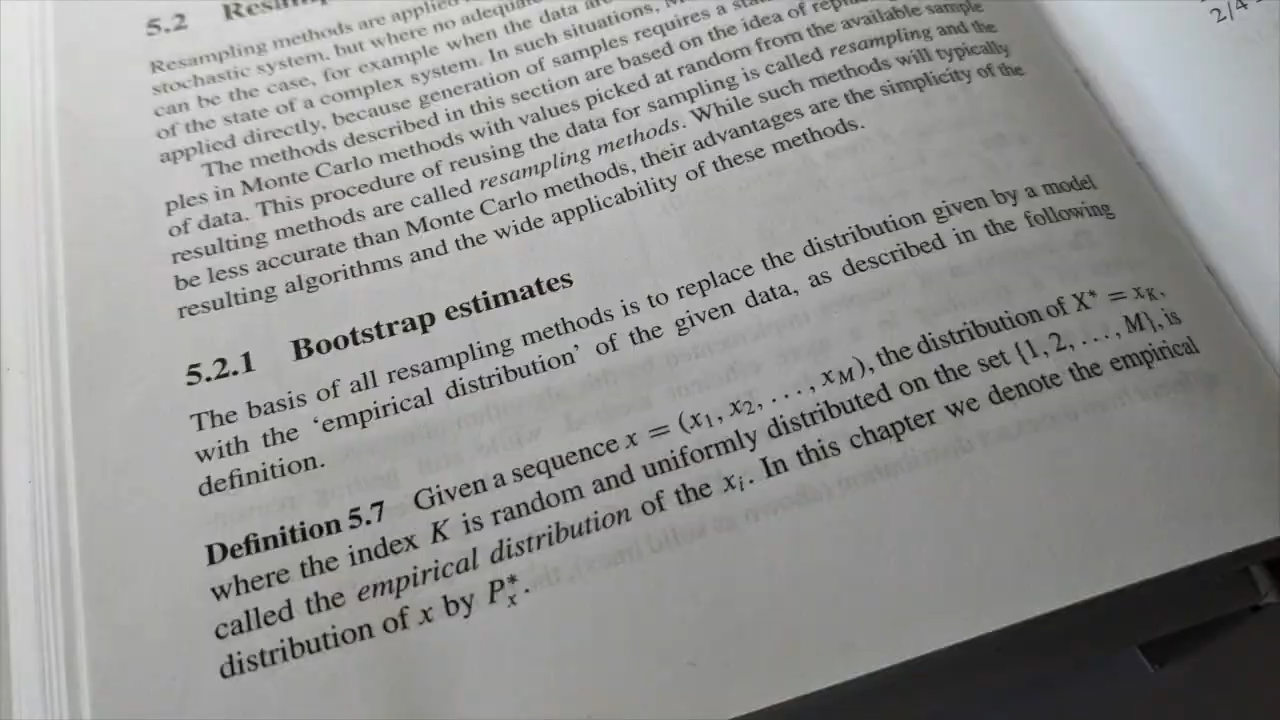 5.2
Resampling methods are applied
stochastic system, but where no adequate
can be the case, for example when the data are
of the state of a complex system. In such situations,
applied directly, because generation of samples requires a
The methods described in this section are based on the idea of
ples in Monte Carlo methods with values picked at random from the available sample
of data. This procedure of reusing the data for sampling is called resampling and the
resulting methods are called resampling methods. While such methods will typically
be less accurate than Monte Carlo methods, their advantages are the simplicity of the
resulting algorithms and the wide applicability of these methods.
5.2.1 Bootstrap estimates
The basis of all resampling methods is to replace the distribution given by a model
with the ‘empirical distribution’ of the given data, as described in the following
definition.
Definition 5.7 Given a sequence x = (x₁, x₂, . . . , x_M), the distribution of X* = x_K,
where the index K is random and uniformly distributed on the set {1, 2, . . . , M}, is
called the empirical distribution of the xᵢ. In this chapter we denote the empirical
distribution of x by P*ₓ.
2/4